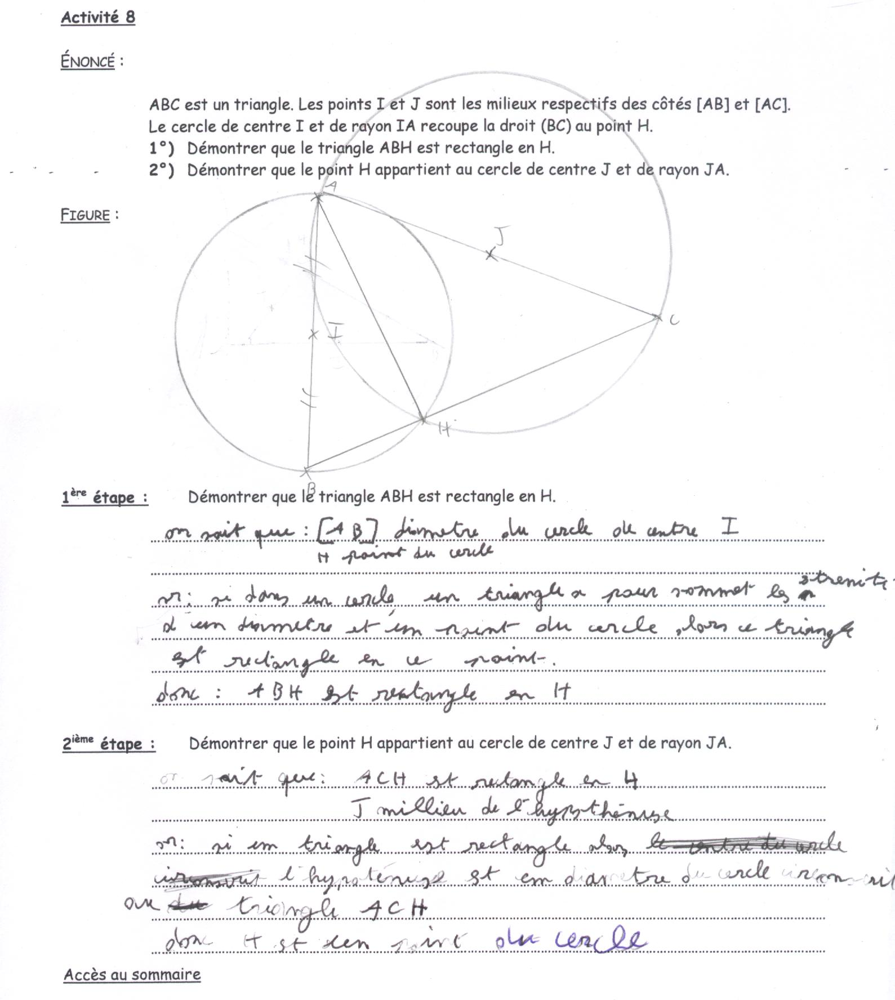 Activité 8
ÉNONCÉ :
ABC est un triangle. Les points I et J sont les milieux respectifs des côtés [AB] et [AC].
Le cercle de centre I et de rayon IA recoupe la droit (BC) au point H.
1°) Démontrer que le triangle ABH est rectangle en H.
2°) Démontrer que le point H appartient au cercle de centre J et de rayon JA.
A
FIGURE :
J
I
C
H
B
1ère étape : Démontrer que le triangle ABH est rectangle en H.
on sait que : [AB] diametre du cercle de centre I
H point du cercle
or: si dans un cercle, un triangle a pour sommet les
d'un diametre et un point du cercle, alors ce triangle
est rectangle en ce point.
donc : ABH est rectangle en H
2ième étape : Démontrer que le point H appartient au cercle de centre J et de rayon JA.
on sait que: ACH est rectangle en H
J millieu de l'hypothénuse
or: si un triangle est rectangle alors le centre du cercle
circonscrit l'hypoténuse est un diametre du cercle circonscrit
au du triangle ACH
donc H est un point du cercle
Accès au sommaire